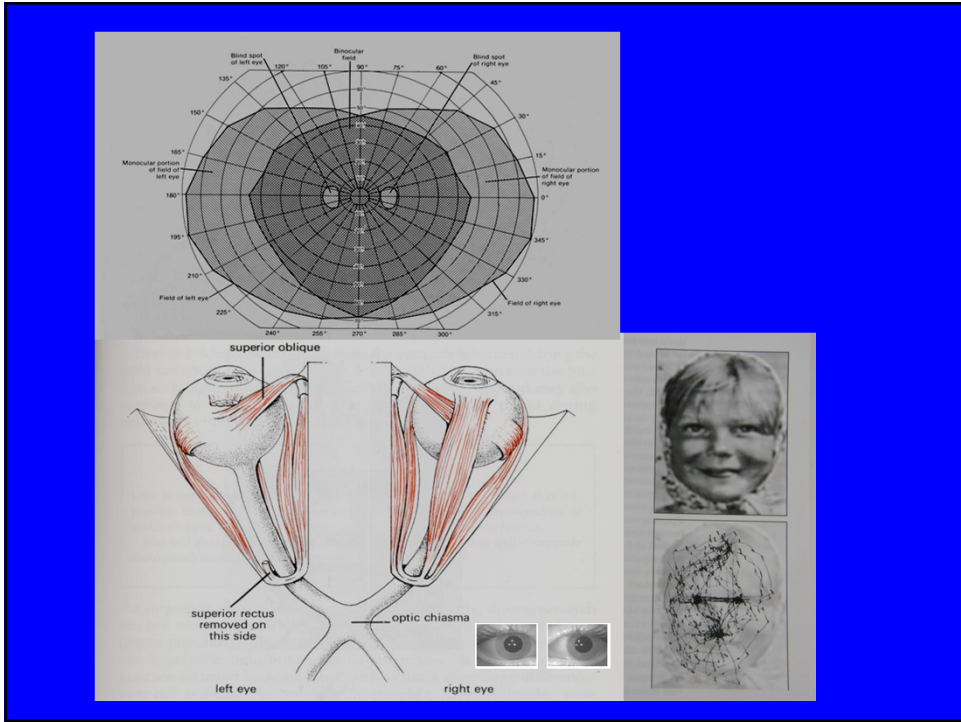 Blind spot of
left eye
Binocular
field
Blind spot
of right eye
135°
120°
105°
90°
75°
60°
45°
150°
30°
165°
15°
Monocular portion
of field of
left eye
Monocular portion
of field of
right eye
180°
0°
195°
345°
210°
330°
Field of left eye
Field of right eye
225°
315°
240°
255°
270°
285°
300°
superior oblique
superior rectus
removed on
this side
optic chiasma
left eye
right eye